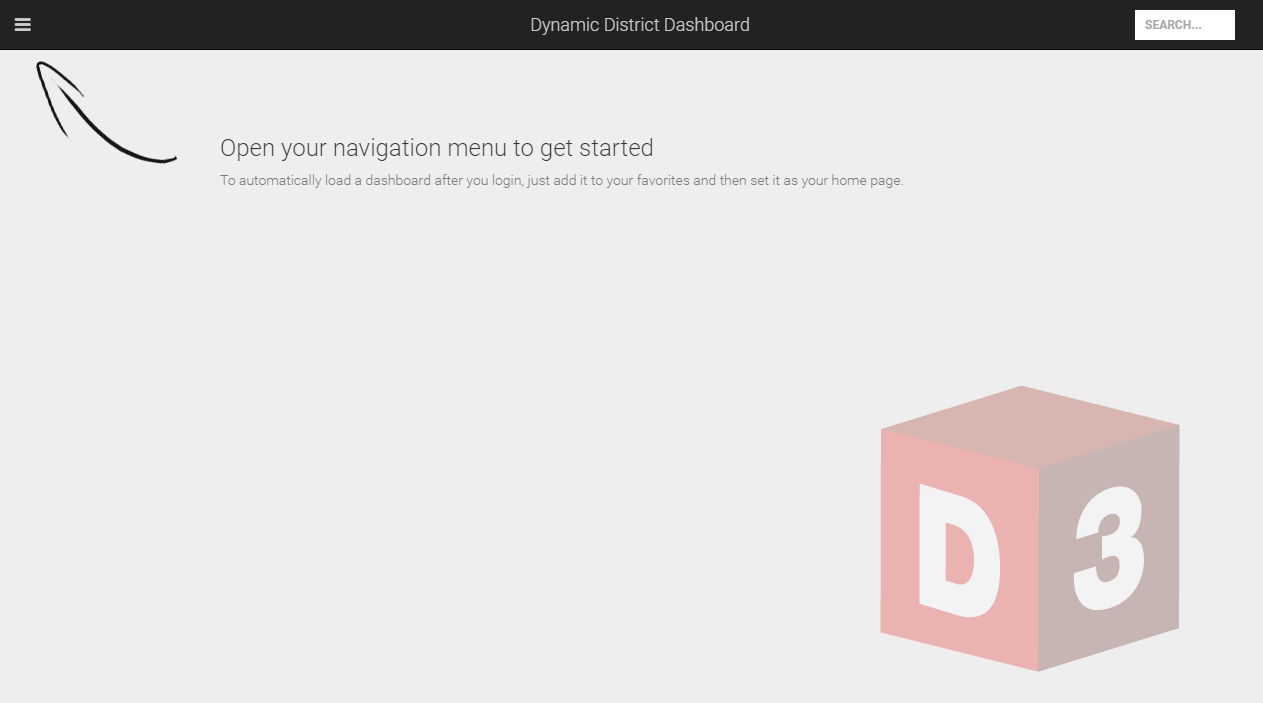 Dynamic District Dashboard
SEARCH...
Open your navigation menu to get started
To automatically load a dashboard after you login, just add it to your favorites and then set it as your home page.
D 3